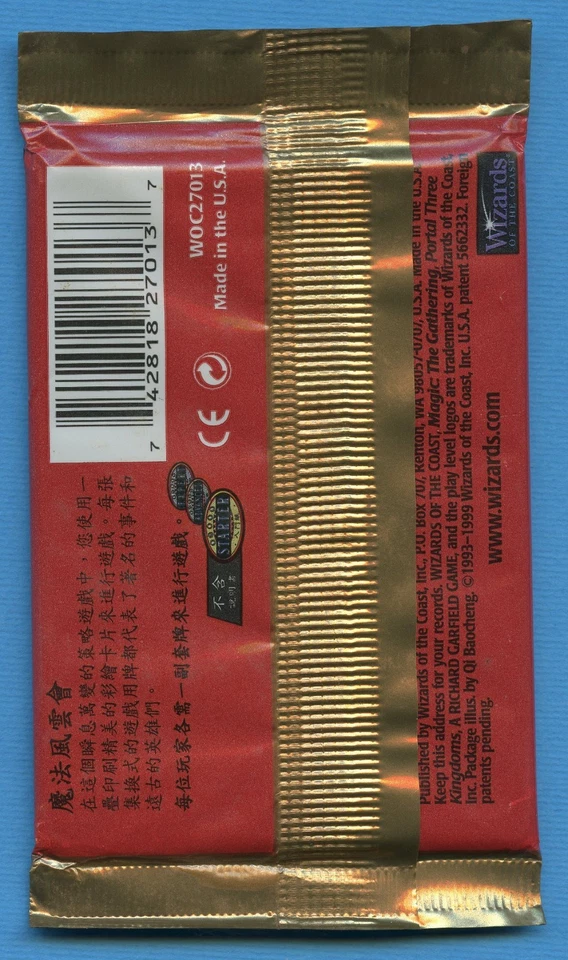 魔法風雲會
在這個瞬息萬變的策略遊戲中，您使用一
疊印刷精美的彩繪卡片來進行遊戲。每張
集換式的遊戲用牌都代表了著名的事件和
遠古的英雄們。
每位玩家各需一副套牌來進行遊戲。
不含
說明書
STARTER
7 42818 27013 7
CE
WOC27013
Made in the U.S.A.
Published by Wizards of the Coast, Inc., P.O. Box 707, Renton, WA 98057-0707, U.S.A. Made in the U.S.A.
Keep this address for your records. WIZARDS OF THE COAST, Magic: The Gathering, Portal Three
Kingdoms, A RICHARD GARFIELD GAME, and the play level logos are trademarks of Wizards of the Coast,
Inc. Package illus. by Qi Baocheng. ©1993–1999 Wizards of the Coast, Inc. U.S.A. patent 5662332. Foreign
patents pending.
www.wizards.com
Wizards
OF THE COAST